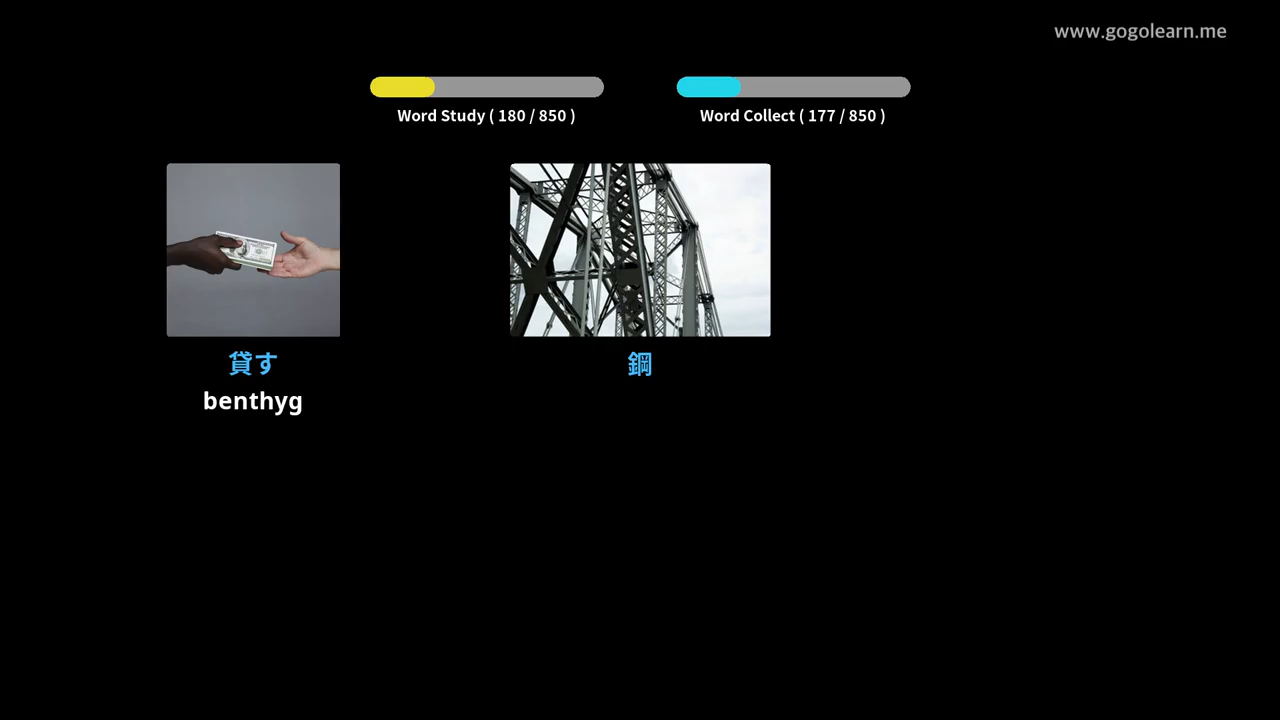 www.gogolearn.me
Word Study ( 180 / 850 )
Word Collect ( 177 / 850 )
貸す
benthyg
鋼